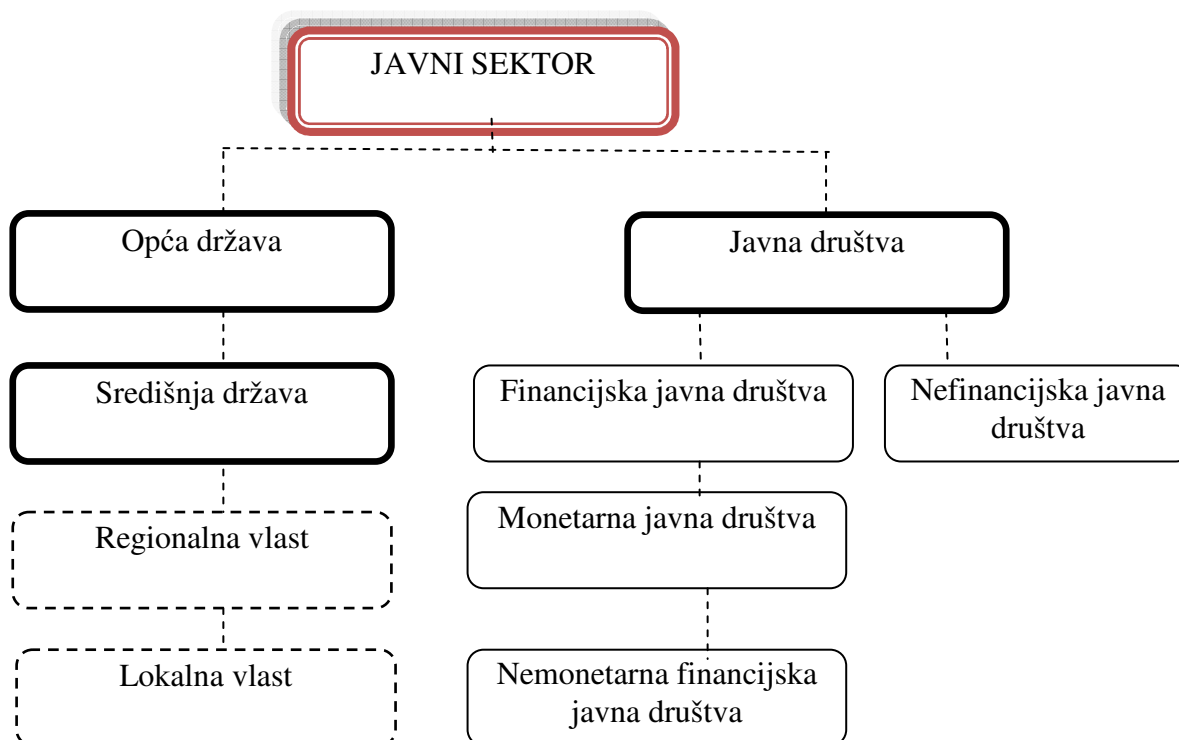 JAVNI SEKTOR
Opća država
Javna društva
Središnja država
Financijska javna društva
Nefinancijska javna
društva
Regionalna vlast
Monetarna javna društva
Lokalna vlast
Nemonetarna financijska
javna društva